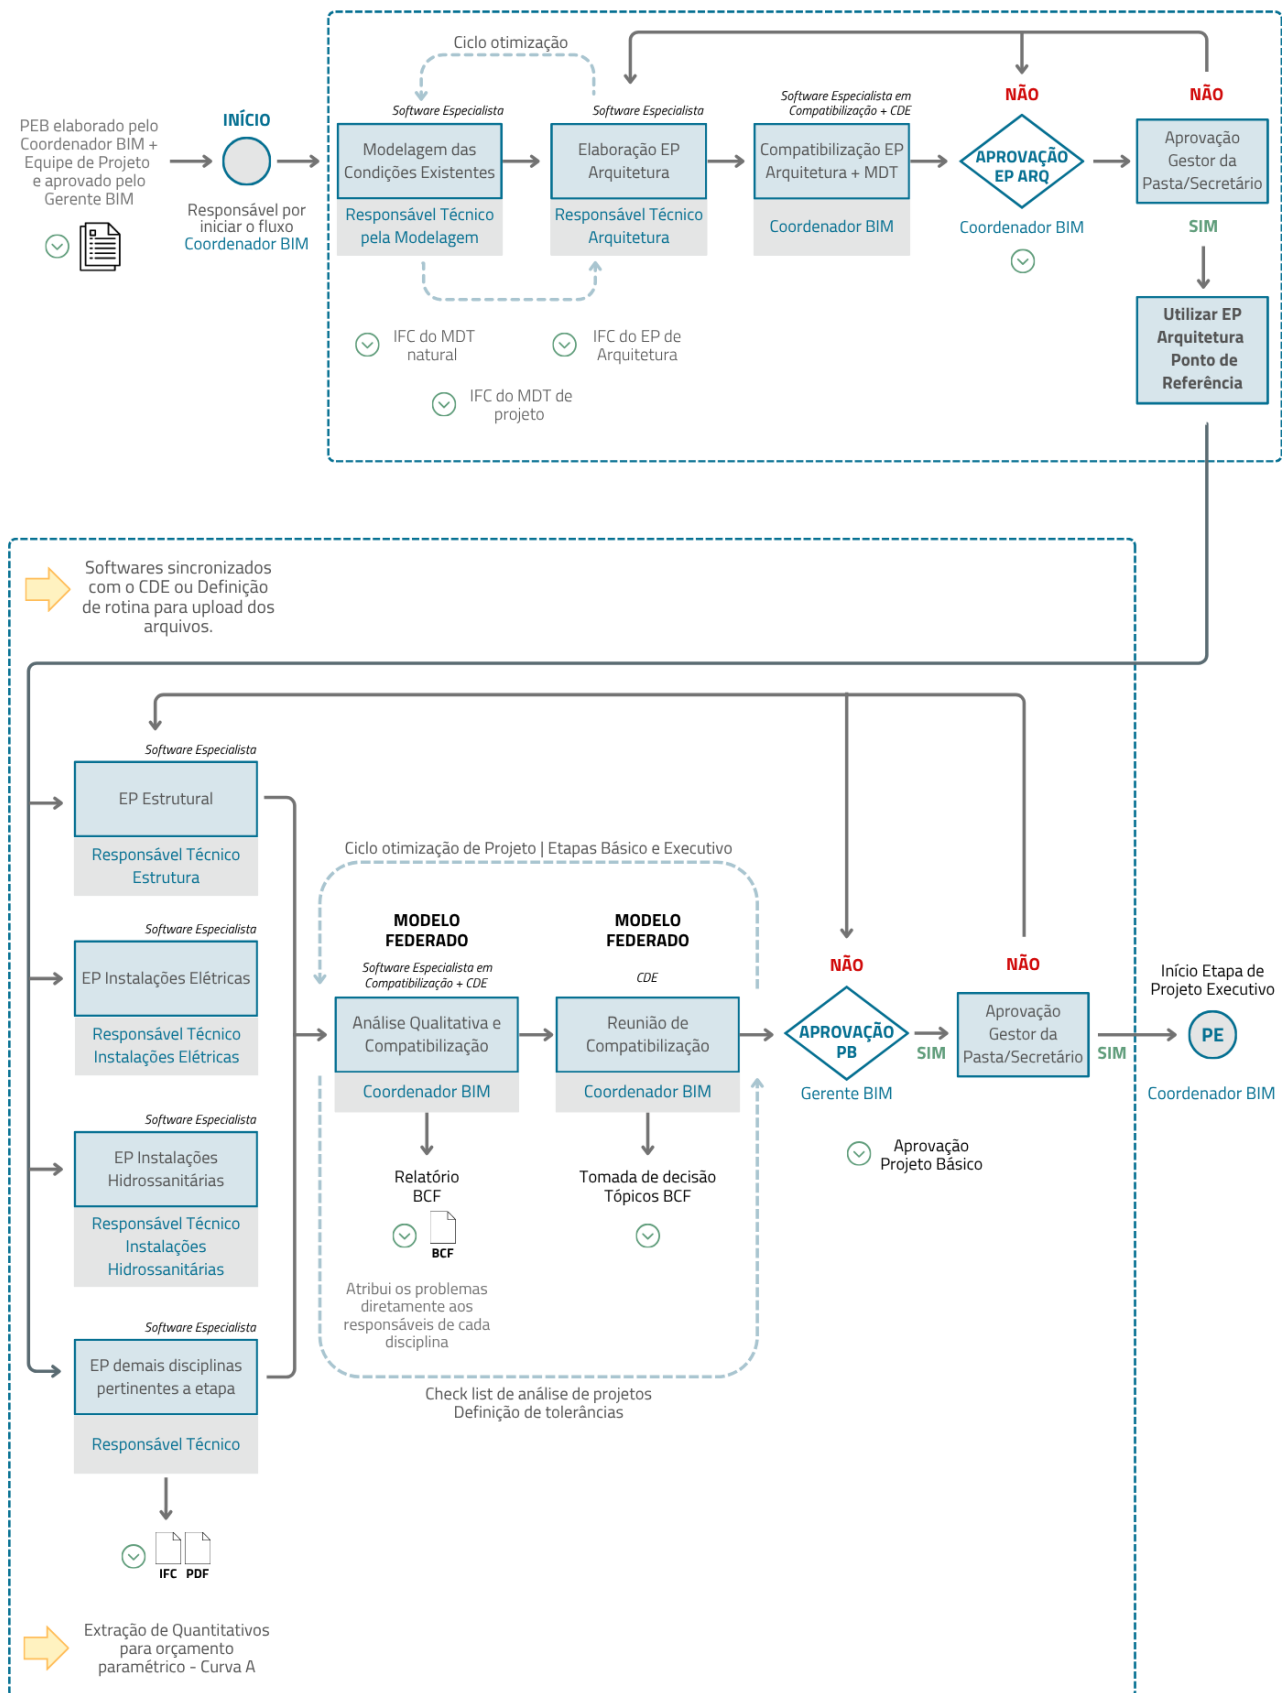 Ciclo otimização
PEB elaborado pelo
Coordenador BIM +
Equipe de Projeto
e aprovado pelo
Gerente BIM
INÍCIO
Responsável por
iniciar o fluxo
Coordenador BIM
Software Especialista
Modelagem das
Condições Existentes
Responsável Técnico
pela Modelagem
Software Especialista
Elaboração EP
Arquitetura
Responsável Técnico
Arquitetura
Software Especialista em
Compatibilização + CDE
Compatibilização EP
Arquitetura + MDT
Coordenador BIM
NÃO
APROVAÇÃO
EP ARQ
Coordenador BIM
NÃO
Aprovação
Gestor da
Pasta/Secretário
SIM
Utilizar EP
Arquitetura
Ponto de
Referência
IFC do MDT
natural
IFC do EP de
Arquitetura
IFC do MDT de
projeto
Softwares sincronizados
com o CDE ou Definição
de rotina para upload dos
arquivos.
Software Especialista
EP Estrutural
Responsável Técnico
Estrutura
Software Especialista
EP Instalações Elétricas
Responsável Técnico
Instalações Elétricas
Software Especialista
EP Instalações
Hidrossanitárias
Responsável Técnico
Instalações
Hidrossanitárias
Software Especialista
EP demais disciplinas
pertinentes a etapa
Responsável Técnico
IFC PDF
Extração de Quantitativos
para orçamento
paramétrico - Curva A
Ciclo otimização de Projeto | Etapas Básico e Executivo
MODELO
FEDERADO
Software Especialista em
Compatibilização + CDE
Análise Qualitativa e
Compatibilização
Coordenador BIM
Relatório
BCF
BCF
Atribui os problemas
diretamente aos
responsáveis de cada
disciplina
MODELO
FEDERADO
CDE
Reunião de
Compatibilização
Coordenador BIM
Tomada de decisão
Tópicos BCF
Check list de análise de projetos
Definição de tolerâncias
NÃO
APROVAÇÃO
PB
Gerente BIM
SIM
Aprovação
Projeto Básico
NÃO
Aprovação
Gestor da
Pasta/Secretário
SIM
Início Etapa de
Projeto Executivo
PE
Coordenador BIM